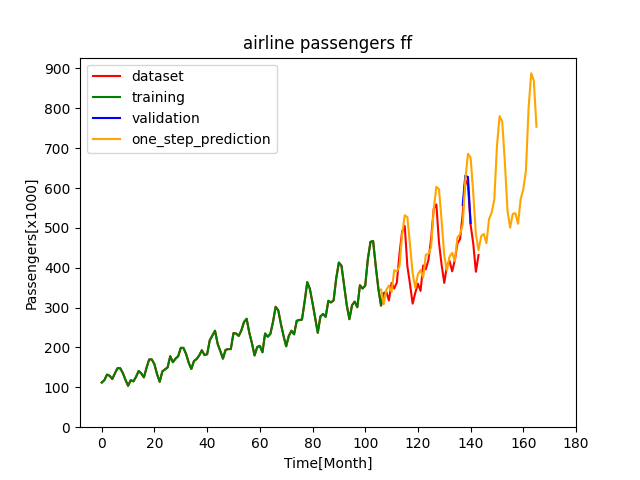 airline passengers ff
dataset
training
validation
one_step_prediction
Passengers[x1000]
900
800
700
600
500
400
300
200
100
0
0 20 40 60 80 100 120 140 160 180
Time[Month]